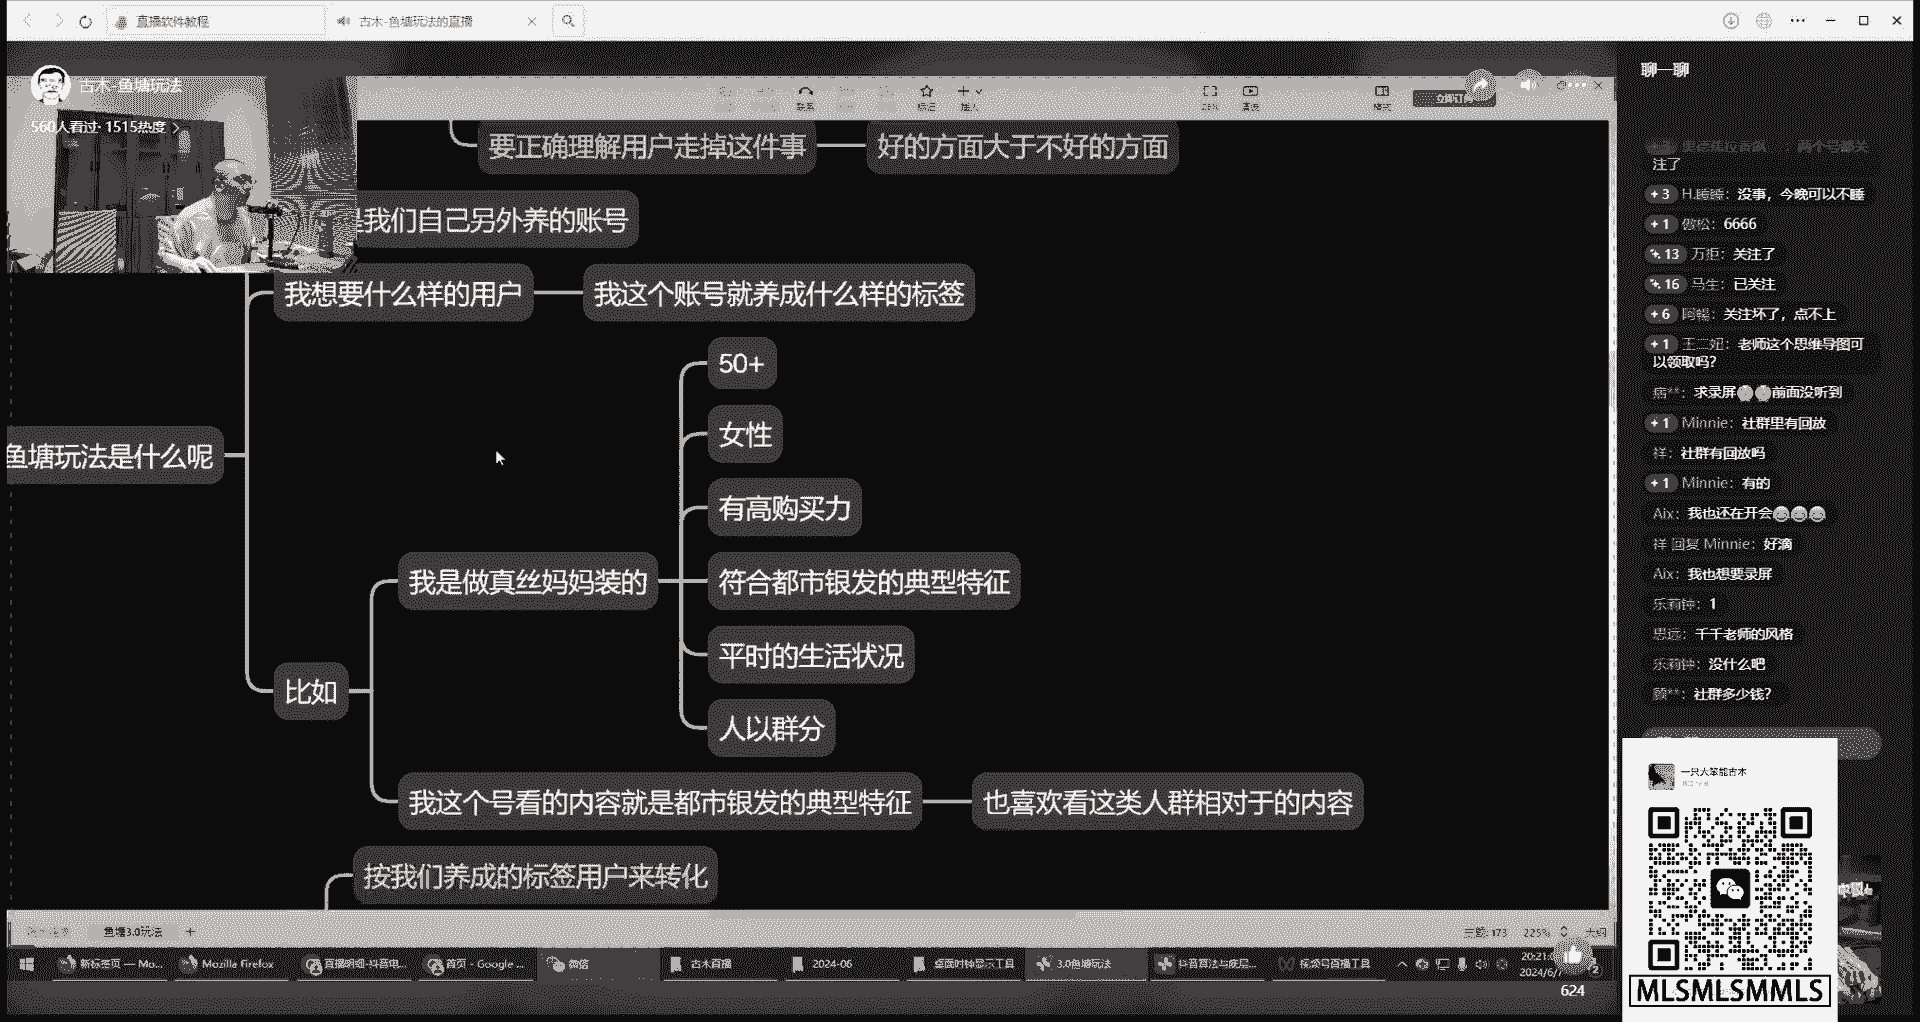 直播软件教程
古木-鱼塘玩法的直播
古木-鱼塘玩法
560人看过·1515热度
立即订阅
要正确理解用户走掉这件事
好的方面大于不好的方面
我们自己另外养的账号
我想要什么样的用户
我这个账号就养成什么样的标签
50+
女性
有高购买力
鱼塘玩法是什么呢
我是做真丝妈妈装的
符合都市银发的典型特征
平时的生活状况
比如
人以群分
我这个号看的内容就是都市银发的典型特征
也喜欢看这类人群相对于的内容
按我们养成的标签用户来转化
聊一聊
注了
+3 H.睡睡：没事，今晚可以不睡
+1 傲松：6666
13 万拒：关注了
16 马生：已关注
+6 阿畅：关注坏了，点不上
+1 王二妞：老师这个思维导图可
以领取吗？
**：求录屏 前面没听到
+1 Minnie：社群里有回放
祥：社群有回放吗
+1 Minnie：有的
Aix：我也还在开会
祥 回复 Minnie：好滴
Aix：我也想要录屏
乐莉钟：1
思远：千千老师的风格
乐莉钟：没什么吧
顾**：社群多少钱？
一只大笨熊古木
MLSMLSMMLS
鱼塘3.0玩法
主题: 173
225%
大纲
新标签页 — Mo...
Mozilla Firefox
直播明细-抖音电...
首页 - Google ...
微信
古木直播
2024-06
桌面时钟显示工具
3.0鱼塘玩法
抖音算法与底层...
视频号直播工具
20:21:0
2024/6/
624